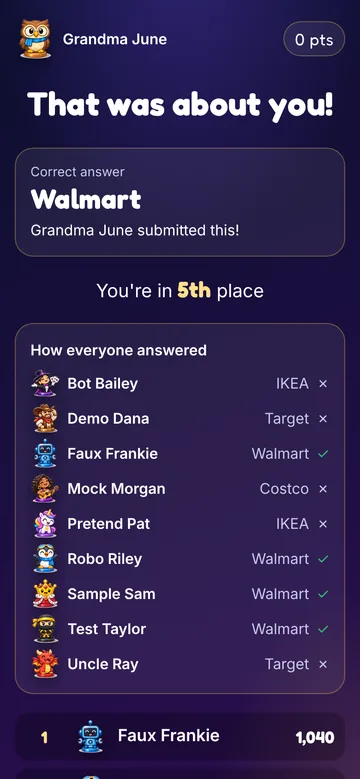 Grandma June
0 pts
That was about you!
Correct answer
Walmart
Grandma June submitted this!
You're in 5th place
How everyone answered
Bot Bailey IKEA ×
Demo Dana Target ×
Faux Frankie Walmart ✓
Mock Morgan Costco ×
Pretend Pat IKEA ×
Robo Riley Walmart ✓
Sample Sam Walmart ✓
Test Taylor Walmart ✓
Uncle Ray Target ×
1 Faux Frankie 1,040